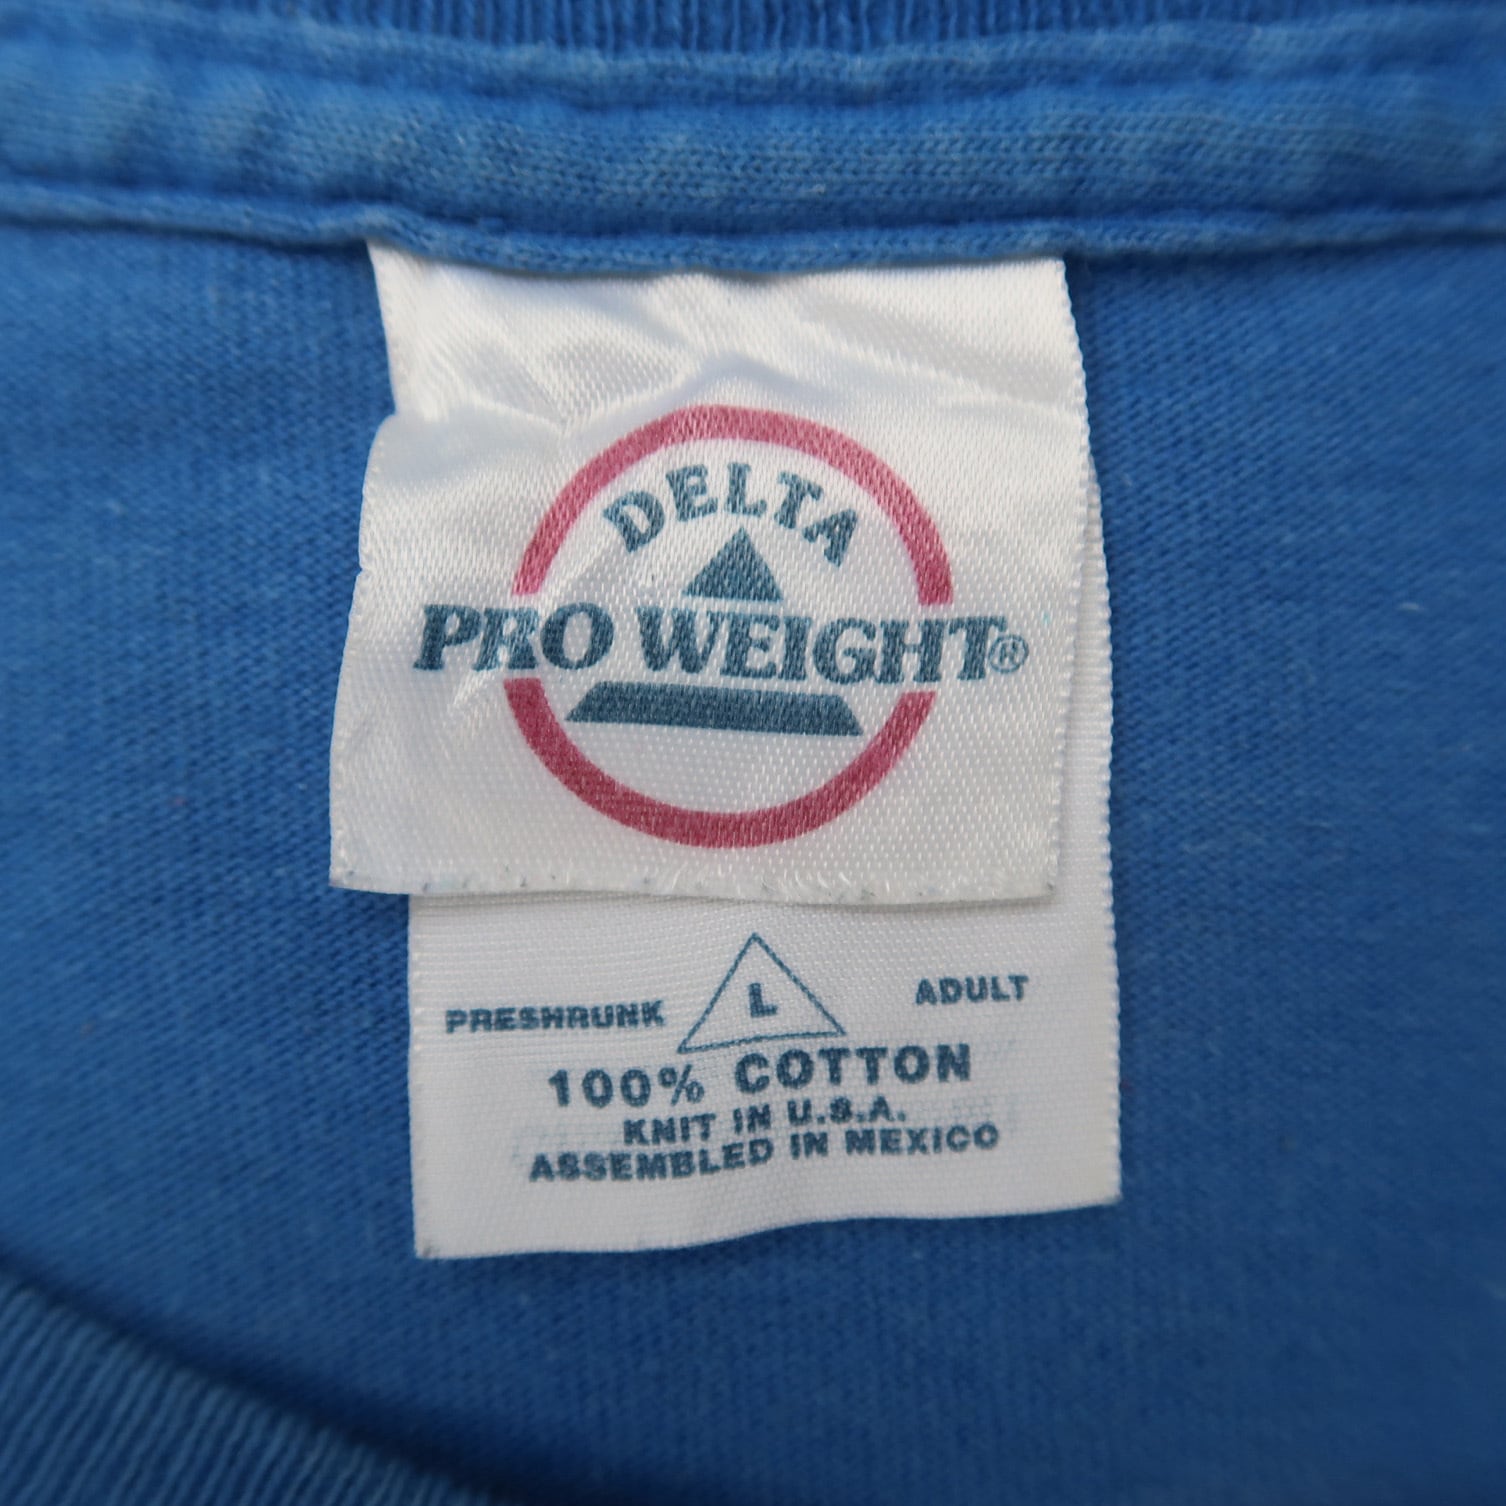 DELTA
PRO WEIGHT®
PRESHRUNK L ADULT
100% COTTON
KNIT IN U.S.A.
ASSEMBLED IN MEXICO